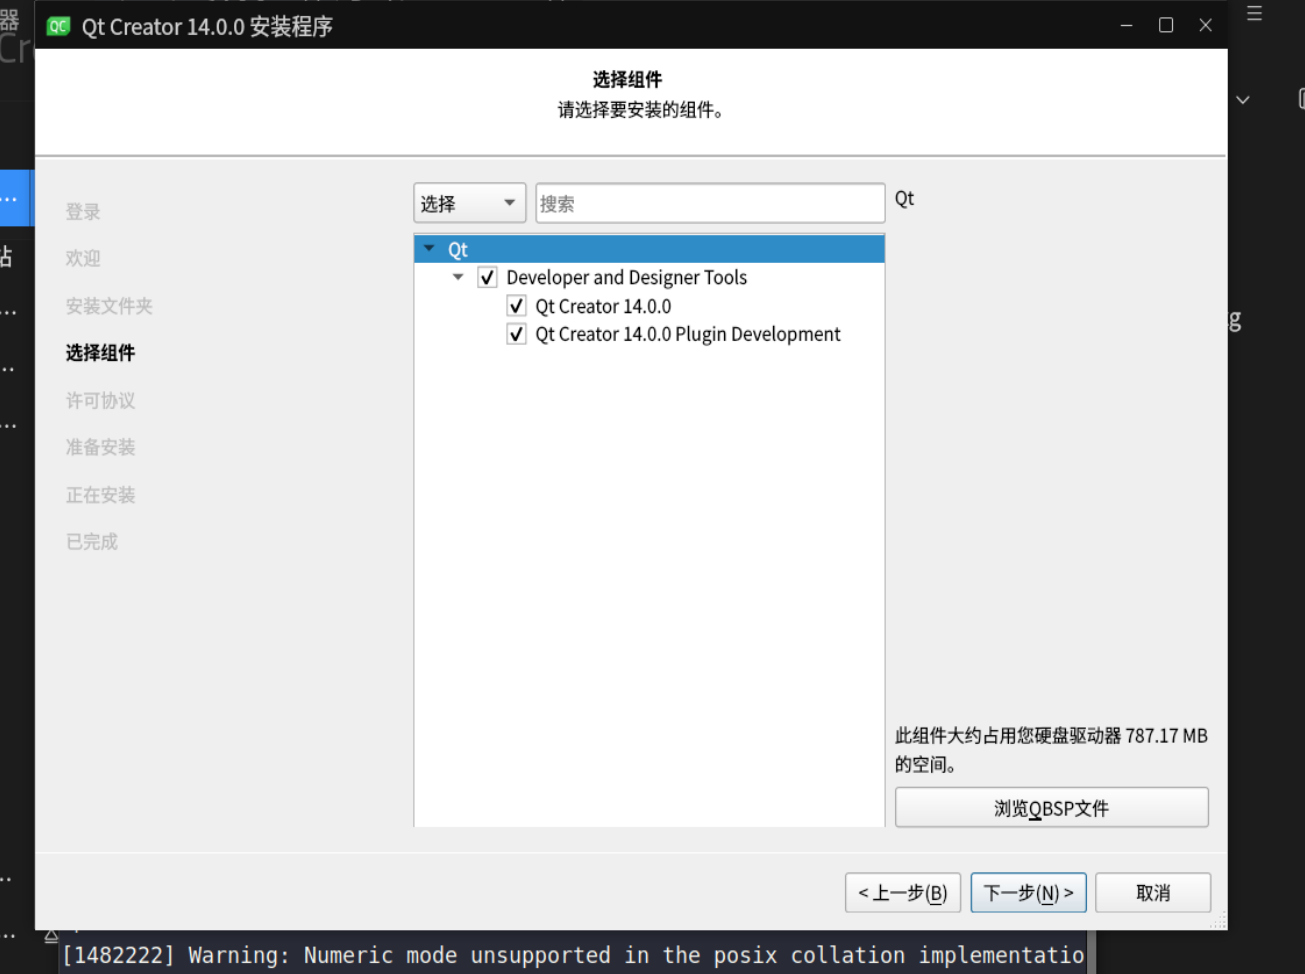 器
Qt Creator 14.0.0 安装程序
Cr
选择组件
请选择要安装的组件。
登录
欢迎
安装文件夹
选择组件
许可协议
准备安装
正在安装
已完成
选择
搜索
Qt
Qt
Developer and Designer Tools
Qt Creator 14.0.0
Qt Creator 14.0.0 Plugin Development
此组件大约占用您硬盘驱动器 787.17 MB
的空间。
浏览QBSP文件
< 上一步(B)
下一步(N) >
取消
站
g
[1482222] Warning: Numeric mode unsupported in the posix collation implementatio